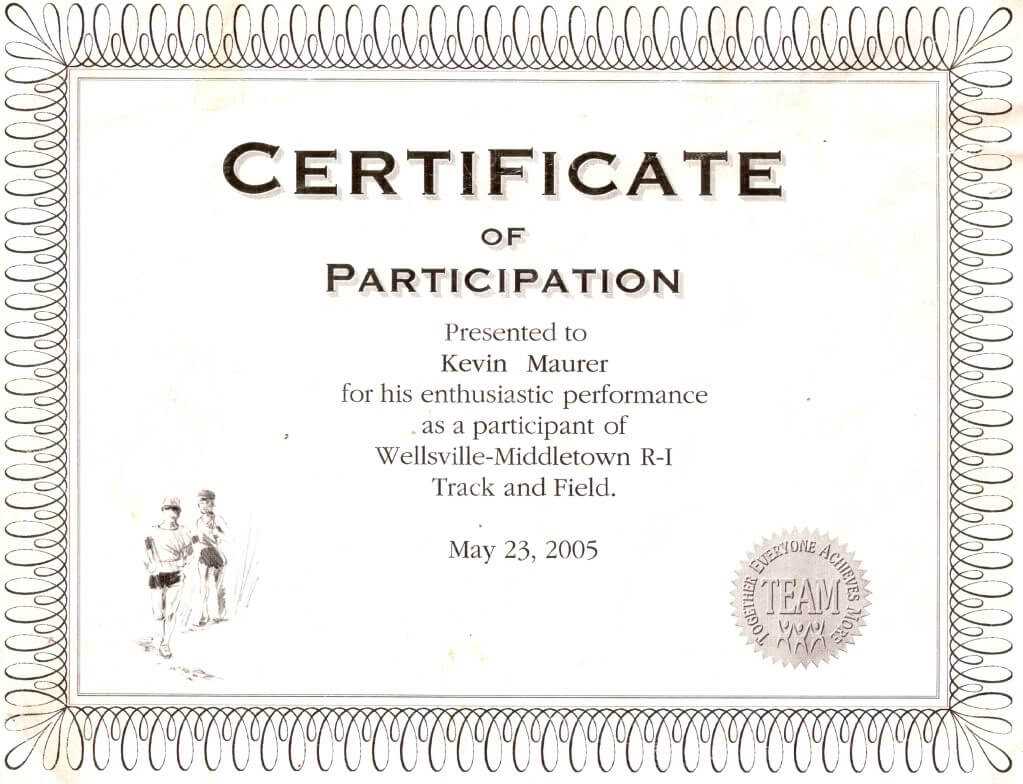 CERTIFICATE
OF
PARTICIPATION
Presented to
Kevin Maurer
for his enthusiastic performance
as a participant of
Wellsville-Middletown R-I
Track and Field.
May 23, 2005
TOGETHER EVERYONE ACHIEVES MORE
TEAM